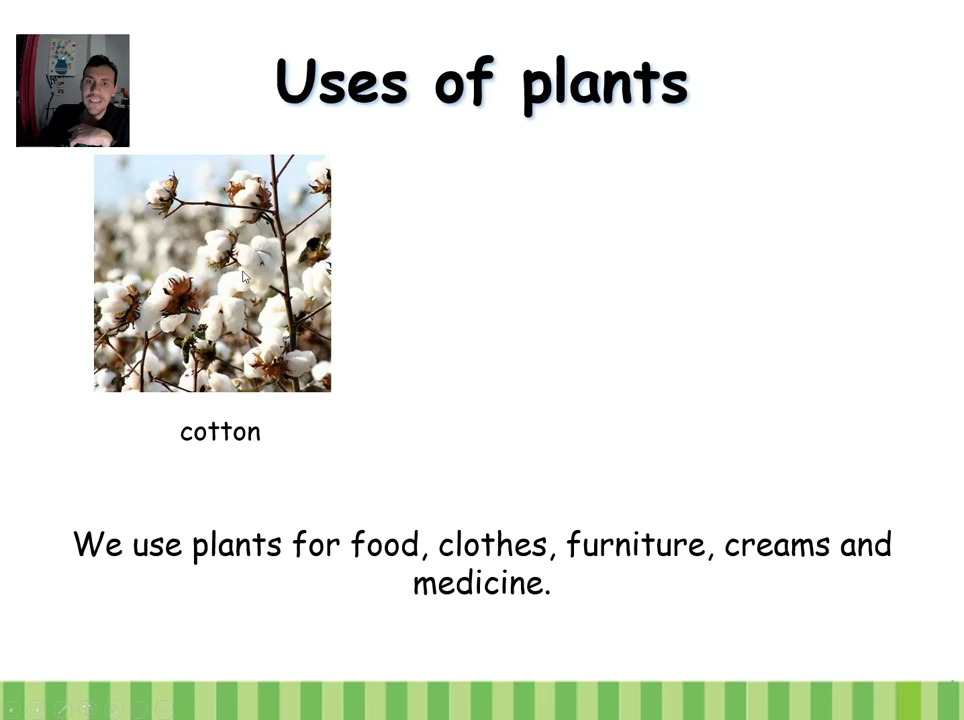 Uses of plants
cotton
We use plants for food, clothes, furniture, creams and
medicine.